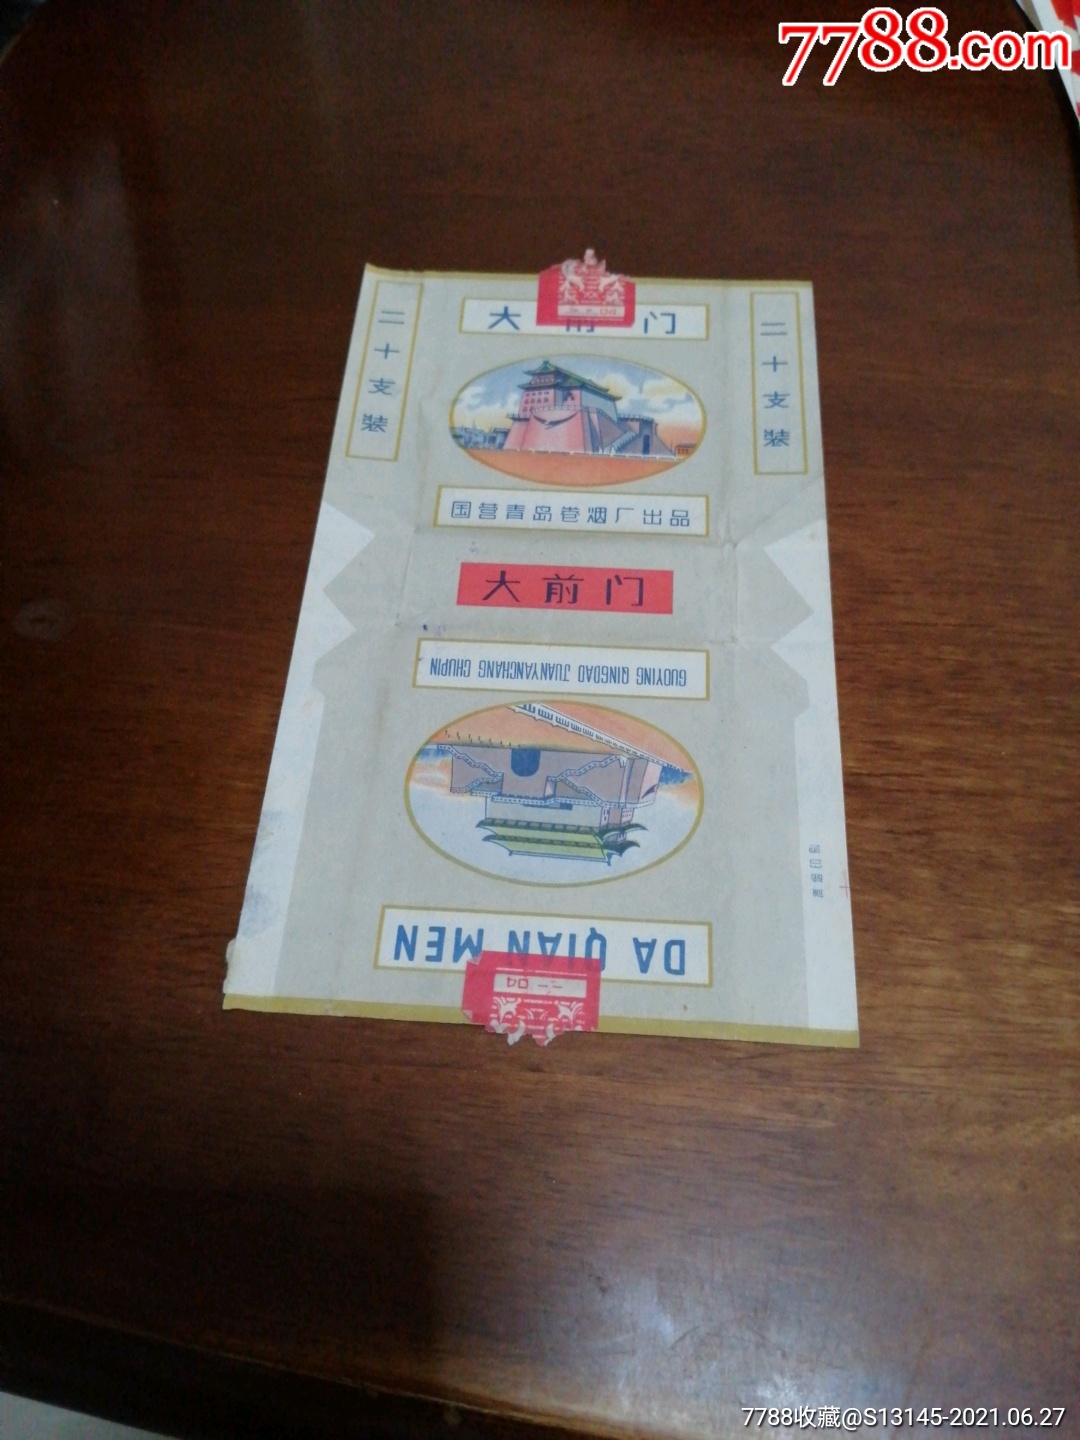 7788.com
大前门
二十支装
二十支装
国营青岛卷烟厂出品
大前门
GUOYING QINGDAO JUANYANCHANG CHUPIN
DA QIAN MEN
04
7788收藏@S13145-2021.06.27